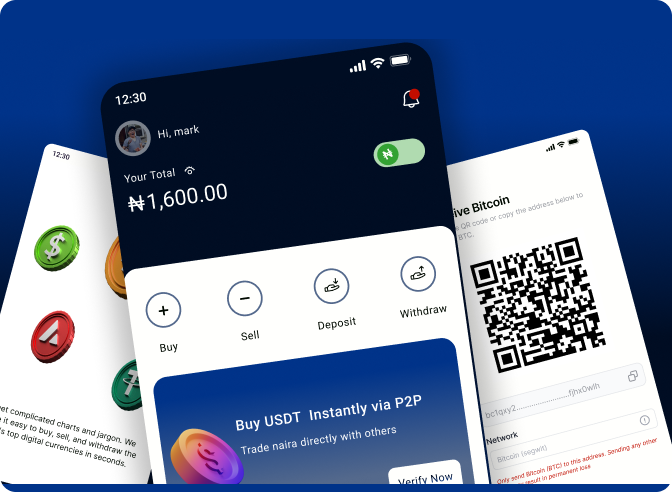 12:30
Hi, mark
Your Total
₦1,600.00
Buy
Sell
Deposit
Withdraw
Buy USDT Instantly via P2P
Trade naira directly with others
Verify Now
12:30
et complicated charts and jargon. We
it easy to buy, sell, and withdraw the
's top digital currencies in seconds.
ive Bitcoin
QR code or copy the address below to
BTC.
bc1qxy2...........................fjhx0wlh
Network
Bitcoin (segwit)
Only send Bitcoin (BTC) to this address. Sending any other
result in permanent loss